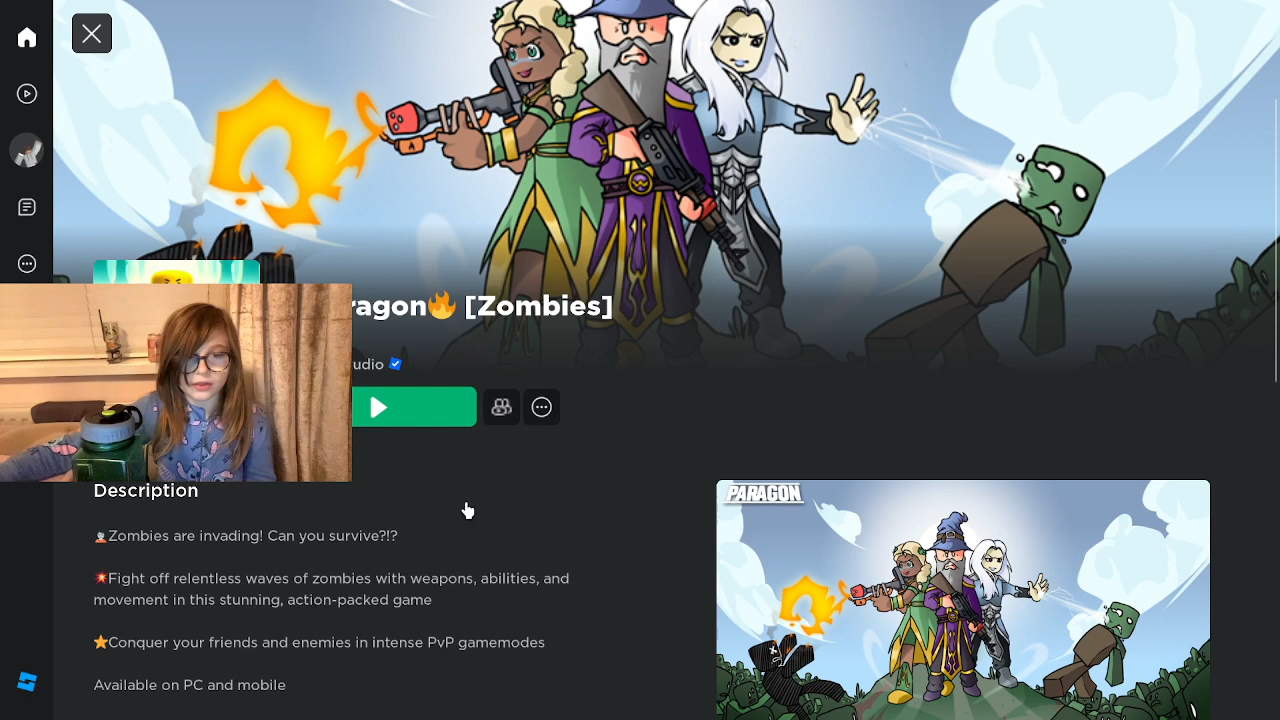 ragon🔥 [Zombies]
udio
Description
Zombies are invading! Can you survive?!?
💥Fight off relentless waves of zombies with weapons, abilities, and
movement in this stunning, action-packed game
⭐Conquer your friends and enemies in intense PvP gamemodes
Available on PC and mobile
PARAGON